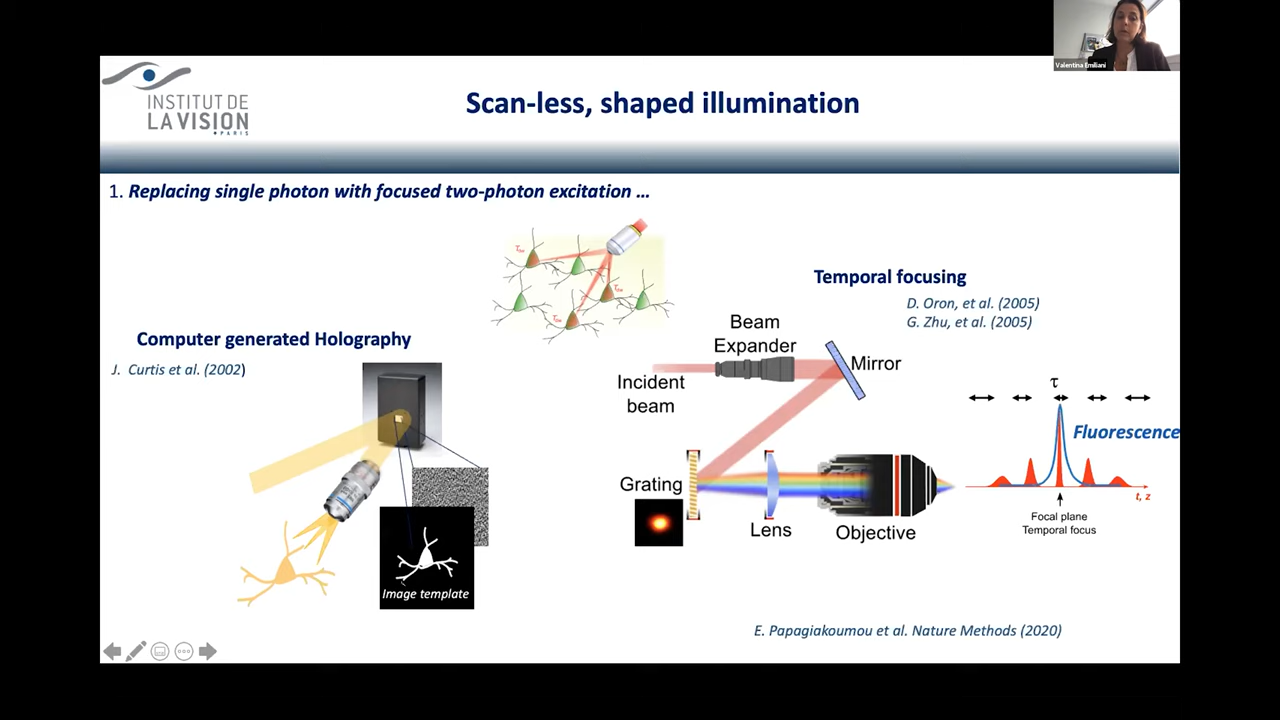 Valentina Emiliani
INSTITUT DE
LA VISION
PARIS
Scan-less, shaped illumination
1. Replacing single photon with focused two-photon excitation ...
Computer generated Holography
J. Curtis et al. (2002)
Image template
Temporal focusing
D. Oron, et al. (2005)
G. Zhu, et al. (2005)
Beam
Expander
Mirror
Incident
beam
Grating
Lens
Objective
τ
Fluorescence
t, z
Focal plane
Temporal focus
E. Papagiakoumou et al. Nature Methods (2020)